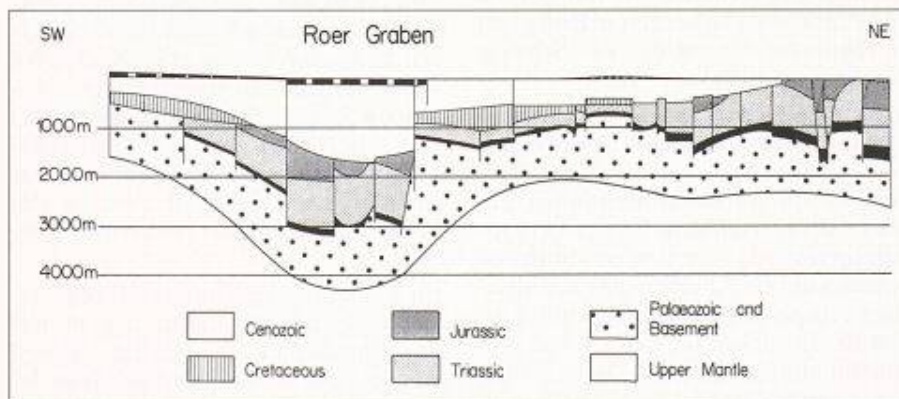 SW Roer Graben NE
1000m
2000m
3000m
4000m
Cenozoic Jurassic Palaeozoic and
Basement
Cretaceous Triassic Upper Mantle